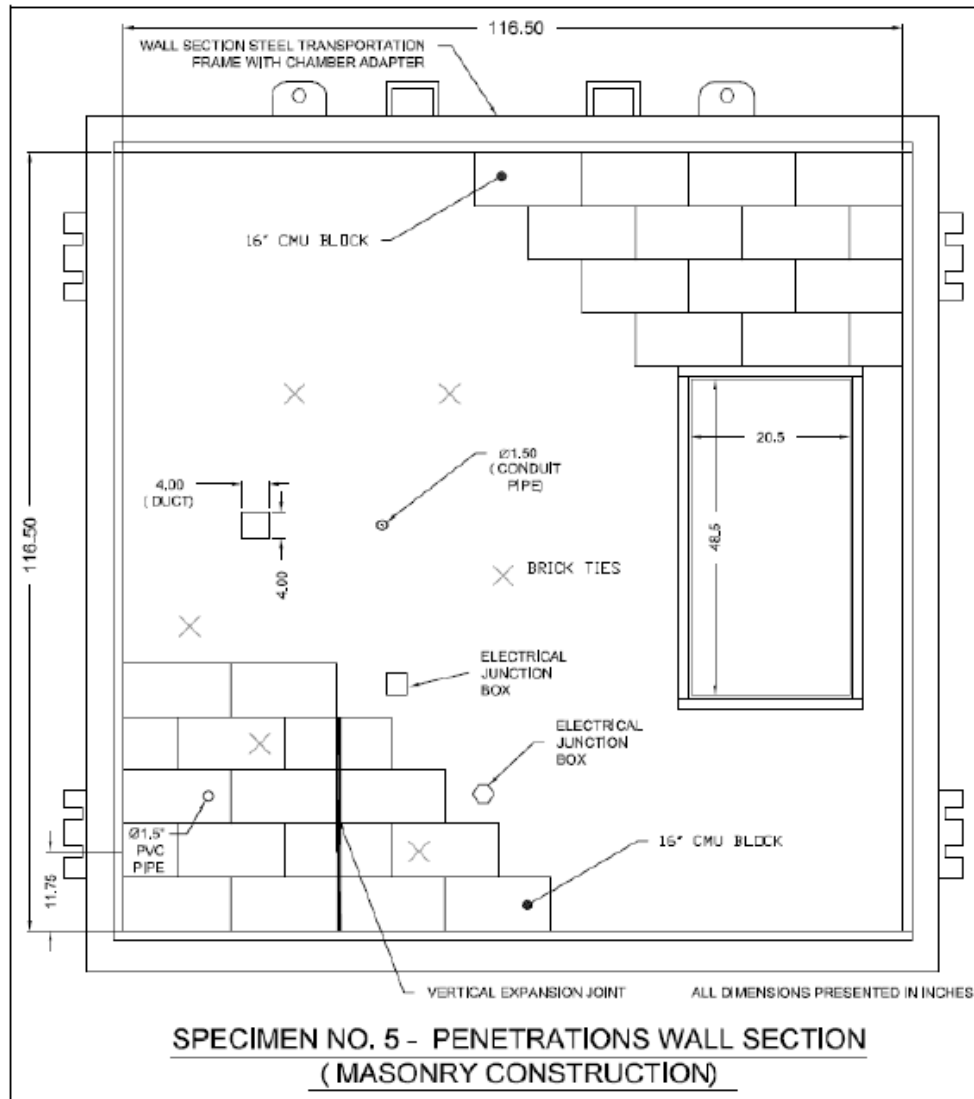 116.50
WALL SECTION STEEL TRANSPORTATION
FRAME WITH CHAMBER ADAPTER
16" CMU BLOCK
Ø1.50
( CONDUIT
PIPE)
4.00
( DUCT)
20.5
116.50
48.5
4.00
BRICK TIES
ELECTRICAL
JUNCTION
BOX
ELECTRICAL
JUNCTION
BOX
Ø1.5"
PVC
PIPE
16" CMU BLOCK
11.75
VERTICAL EXPANSION JOINT
ALL DIMENSIONS PRESENTED IN INCHES
SPECIMEN NO. 5 - PENETRATIONS WALL SECTION
( MASONRY CONSTRUCTION)